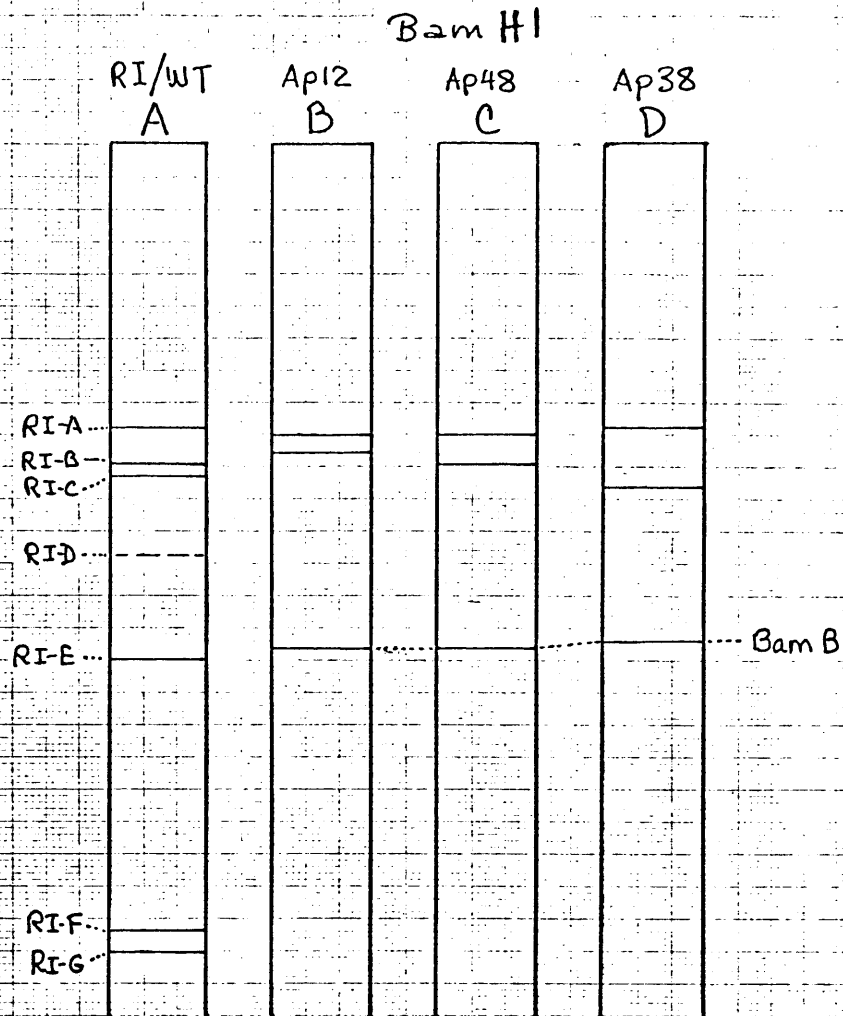 Bam H1
RI/WT Ap12 Ap48 Ap38
A B C D
RI-A
RI-B
RI-C
RI-D
RI-E
Bam B
RI-F
RI-G